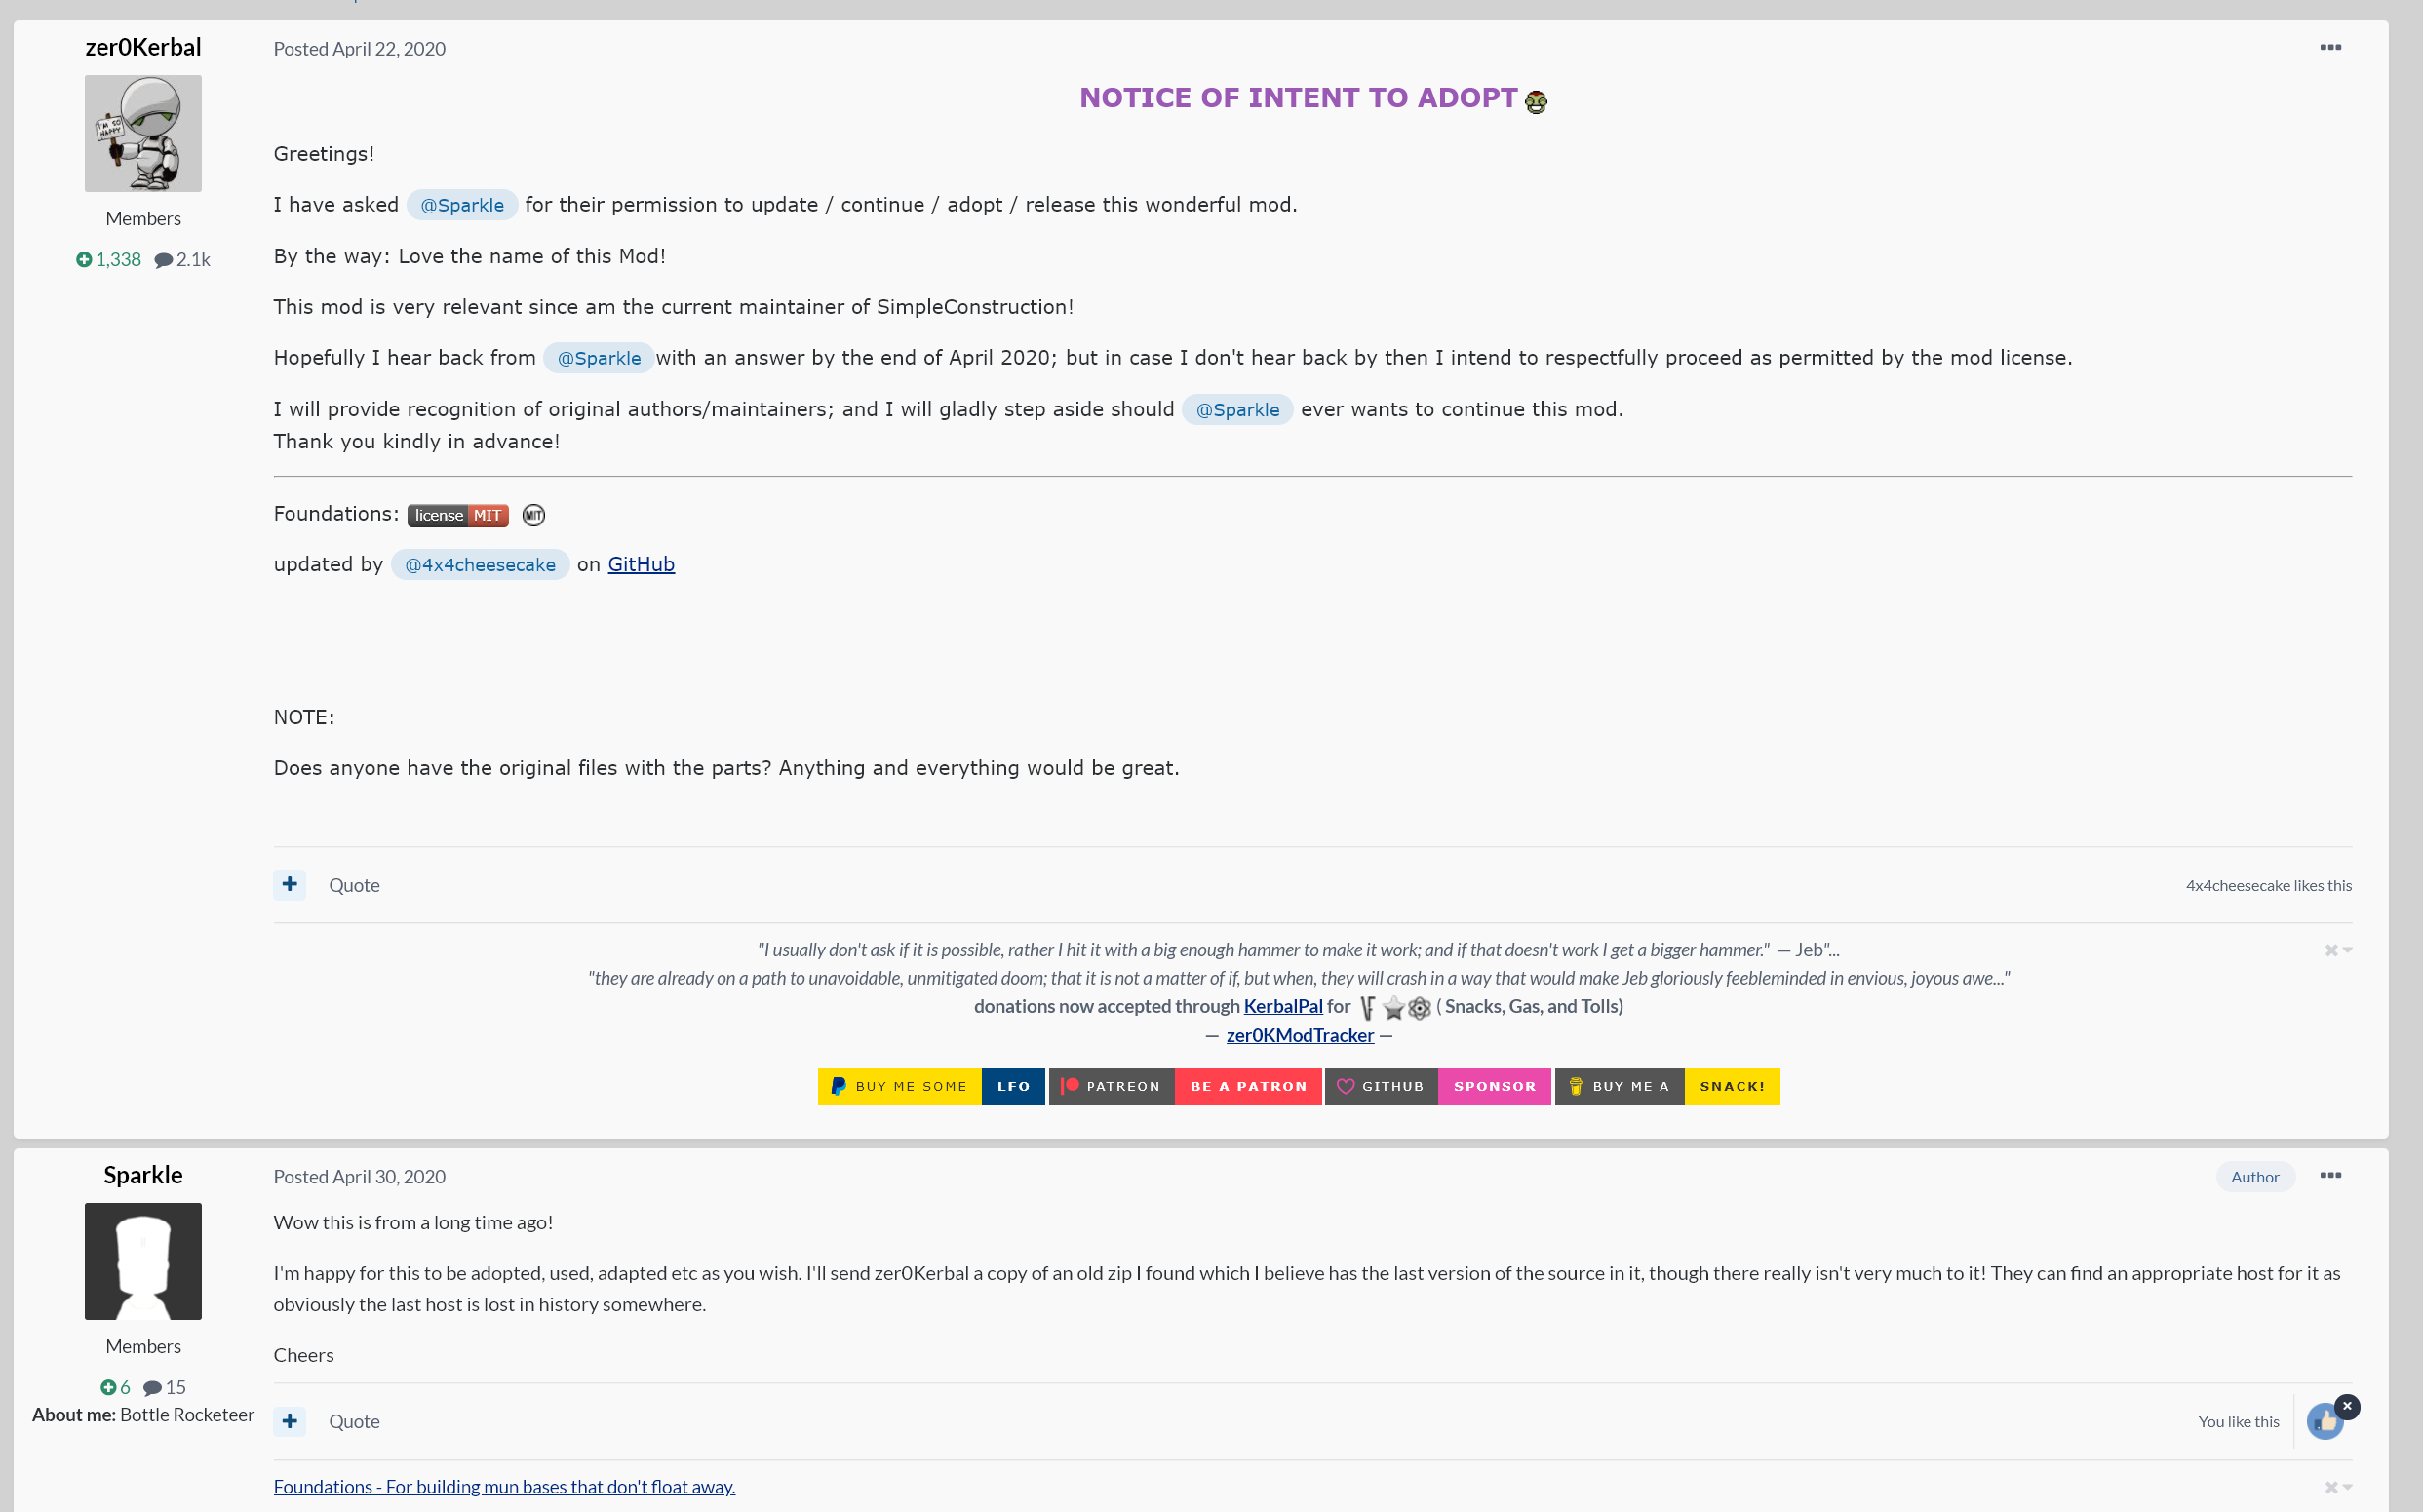 zer0Kerbal
Posted April 22, 2020
I'M SO HAPPY
Members
1,338 2.1k
NOTICE OF INTENT TO ADOPT
Greetings!
I have asked @Sparkle for their permission to update / continue / adopt / release this wonderful mod.
By the way: Love the name of this Mod!
This mod is very relevant since am the current maintainer of SimpleConstruction!
Hopefully I hear back from @Sparkle with an answer by the end of April 2020; but in case I don't hear back by then I intend to respectfully proceed as permitted by the mod license.
I will provide recognition of original authors/maintainers; and I will gladly step aside should @Sparkle ever wants to continue this mod.
Thank you kindly in advance!
Foundations: license MIT MIT
updated by @4x4cheesecake on GitHub
NOTE:
Does anyone have the original files with the parts? Anything and everything would be great.
Quote
4x4cheesecake likes this
"I usually don't ask if it is possible, rather I hit it with a big enough hammer to make it work; and if that doesn't work I get a bigger hammer." — Jeb"...
"they are already on a path to unavoidable, unmitigated doom; that it is not a matter of if, but when, they will crash in a way that would make Jeb gloriously feebleminded in envious, joyous awe..."
donations now accepted through KerbalPal for ( Snacks, Gas, and Tolls)
— zer0KModTracker —
BUY ME SOME LFO PATREON BE A PATRON GITHUB SPONSOR BUY ME A SNACK!
Sparkle
Posted April 30, 2020
Author
Members
6 15
About me: Bottle Rocketeer
Wow this is from a long time ago!
I'm happy for this to be adopted, used, adapted etc as you wish. I'll send zer0Kerbal a copy of an old zip I found which I believe has the last version of the source in it, though there really isn't very much to it! They can find an appropriate host for it as
obviously the last host is lost in history somewhere.
Cheers
Quote
You like this
Foundations - For building mun bases that don't float away.